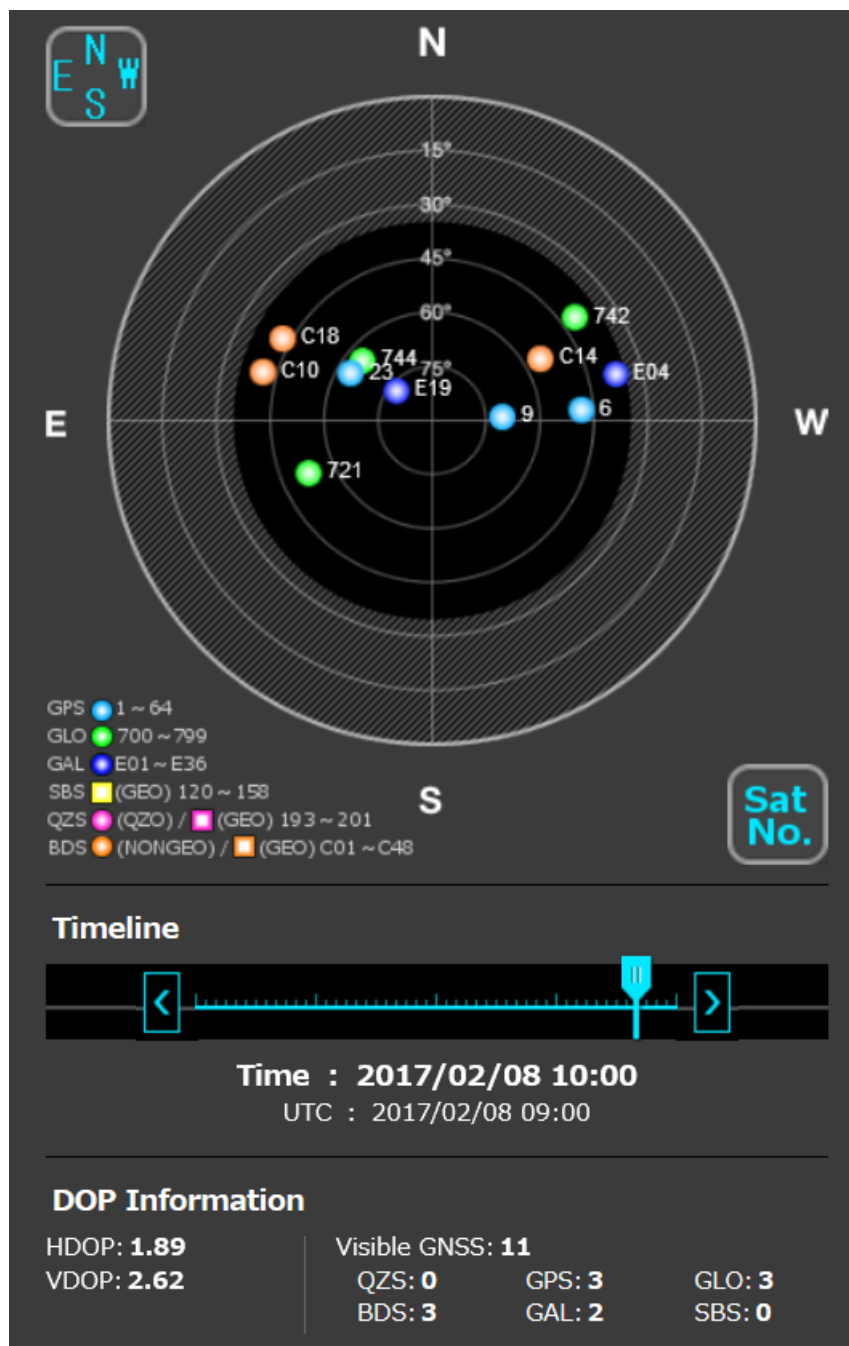 N
N
E W
S
15°
30°
45°
60°
75°
742
C18
744
C14
C10
23
E04
E19
9
6
E
W
721
GPS 1 ~ 64
GLO 700 ~ 799
GAL E01 ~ E36
SBS (GEO) 120 ~ 158
QZS (QZO) / (GEO) 193 ~ 201
BDS (NONGEO) / (GEO) C01 ~ C48
S
Sat
No.
Timeline
Time : 2017/02/08 10:00
UTC : 2017/02/08 09:00
DOP Information
HDOP: 1.89
VDOP: 2.62
Visible GNSS: 11
QZS: 0 GPS: 3 GLO: 3
BDS: 3 GAL: 2 SBS: 0